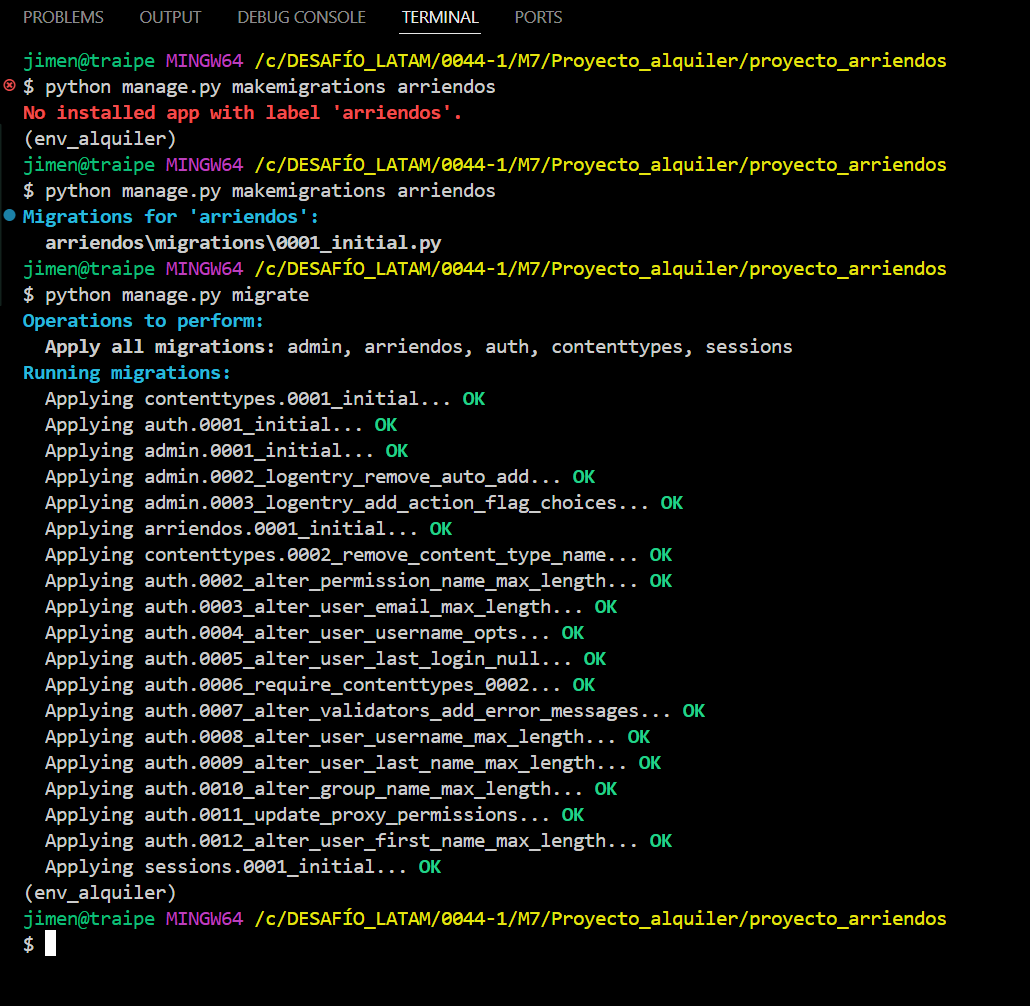 PROBLEMS OUTPUT DEBUG CONSOLE TERMINAL PORTS
jimen@traipe MINGW64 /c/DESAFÍO_LATAM/0044-1/M7/Proyecto_alquiler/proyecto_arriendos
$ python manage.py makemigrations arriendos
No installed app with label 'arriendos'.
(env_alquiler)
jimen@traipe MINGW64 /c/DESAFÍO_LATAM/0044-1/M7/Proyecto_alquiler/proyecto_arriendos
$ python manage.py makemigrations arriendos
Migrations for 'arriendos':
  arriendos\migrations\0001_initial.py
jimen@traipe MINGW64 /c/DESAFÍO_LATAM/0044-1/M7/Proyecto_alquiler/proyecto_arriendos
$ python manage.py migrate
Operations to perform:
  Apply all migrations: admin, arriendos, auth, contenttypes, sessions
Running migrations:
  Applying contenttypes.0001_initial... OK
  Applying auth.0001_initial... OK
  Applying admin.0001_initial... OK
  Applying admin.0002_logentry_remove_auto_add... OK
  Applying admin.0003_logentry_add_action_flag_choices... OK
  Applying arriendos.0001_initial... OK
  Applying contenttypes.0002_remove_content_type_name... OK
  Applying auth.0002_alter_permission_name_max_length... OK
  Applying auth.0003_alter_user_email_max_length... OK
  Applying auth.0004_alter_user_username_opts... OK
  Applying auth.0005_alter_user_last_login_null... OK
  Applying auth.0006_require_contenttypes_0002... OK
  Applying auth.0007_alter_validators_add_error_messages... OK
  Applying auth.0008_alter_user_username_max_length... OK
  Applying auth.0009_alter_user_last_name_max_length... OK
  Applying auth.0010_alter_group_name_max_length... OK
  Applying auth.0011_update_proxy_permissions... OK
  Applying auth.0012_alter_user_first_name_max_length... OK
  Applying sessions.0001_initial... OK
(env_alquiler)
jimen@traipe MINGW64 /c/DESAFÍO_LATAM/0044-1/M7/Proyecto_alquiler/proyecto_arriendos
$